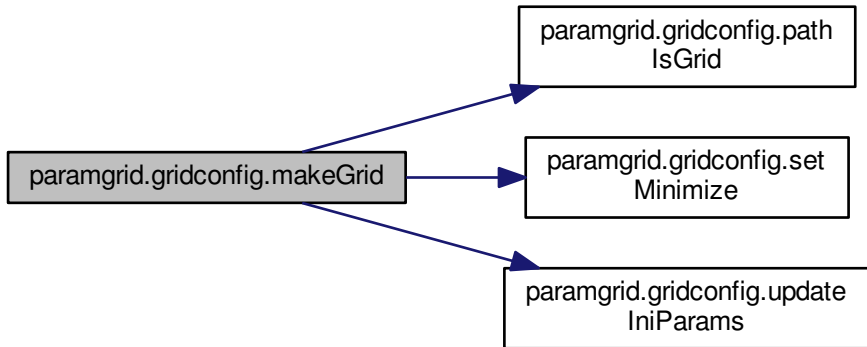 paramgrid.gridconfig.path
IsGrid
paramgrid.gridconfig.makeGrid
paramgrid.gridconfig.set
Minimize
paramgrid.gridconfig.update
IniParams